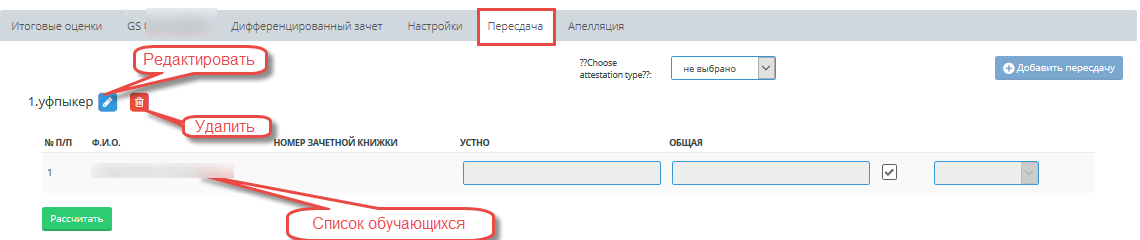 Итоговые оценки GS Дифференцированный зачет Настройки Пересдача Апелляция
Редактировать
??Choose
attestation type??:
не выбрано
Добавить пересдачу
1.уфпыкер
Удалить
№ П/П Ф.И.О. НОМЕР ЗАЧЕТНОЙ КНИЖКИ УСТНО ОБЩАЯ
1
Рассчитать
Список обучающихся